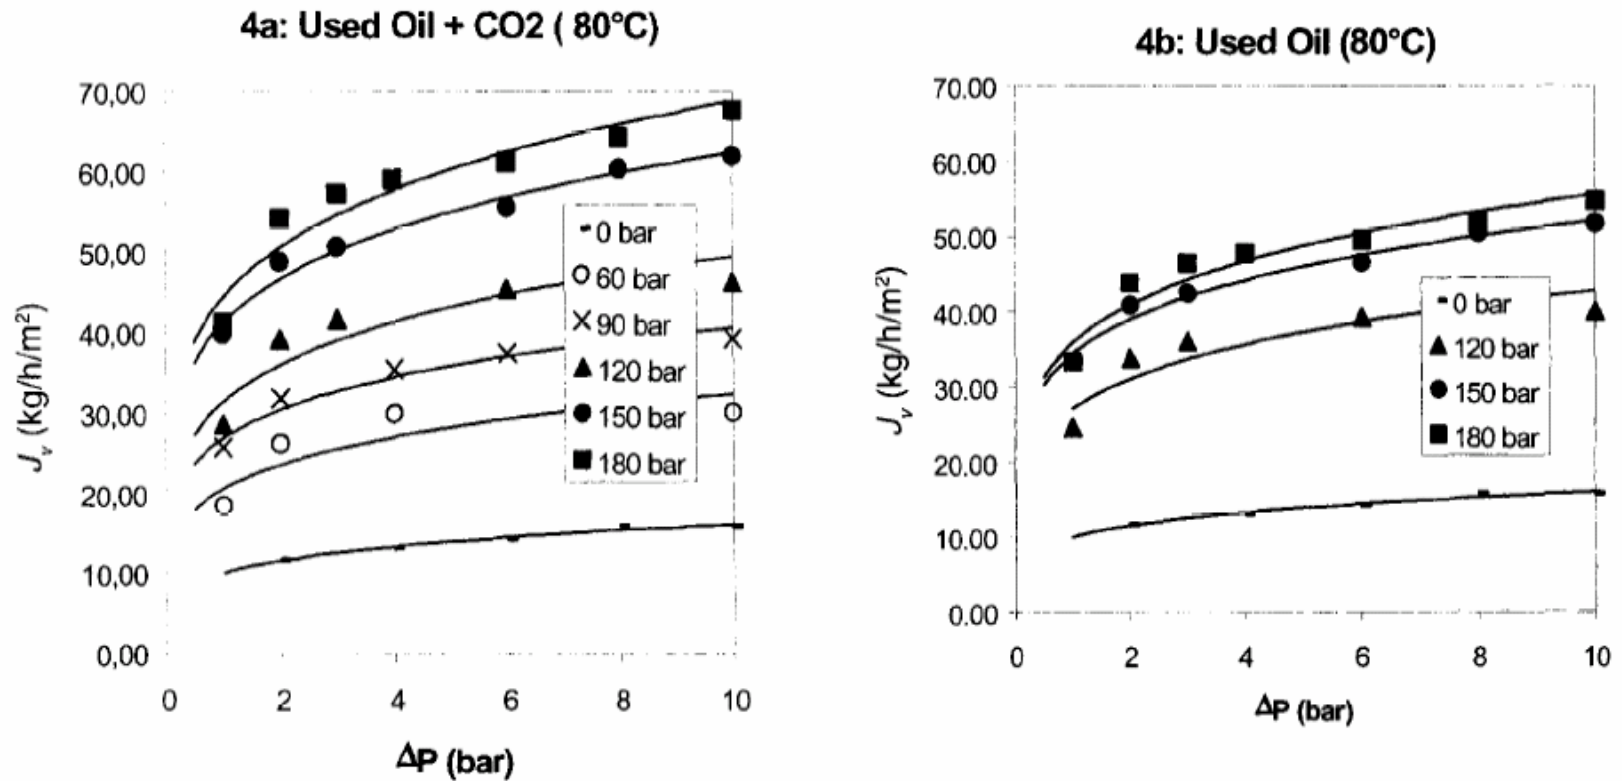 4a: Used Oil + CO2 ( 80°C)
70,00
60,00
50,00
40,00
30,00
20,00
10,00
0,00
0 2 4 6 8 10
Jv (kg/h/m²)
ΔP (bar)
0 bar
60 bar
90 bar
120 bar
150 bar
180 bar
4b: Used Oil (80°C)
70.00
60.00
50.00
40.00
30.00
20.00
10.00
0.00
0 2 4 6 8 10
Jv (kg/h/m²)
ΔP (bar)
0 bar
120 bar
150 bar
180 bar